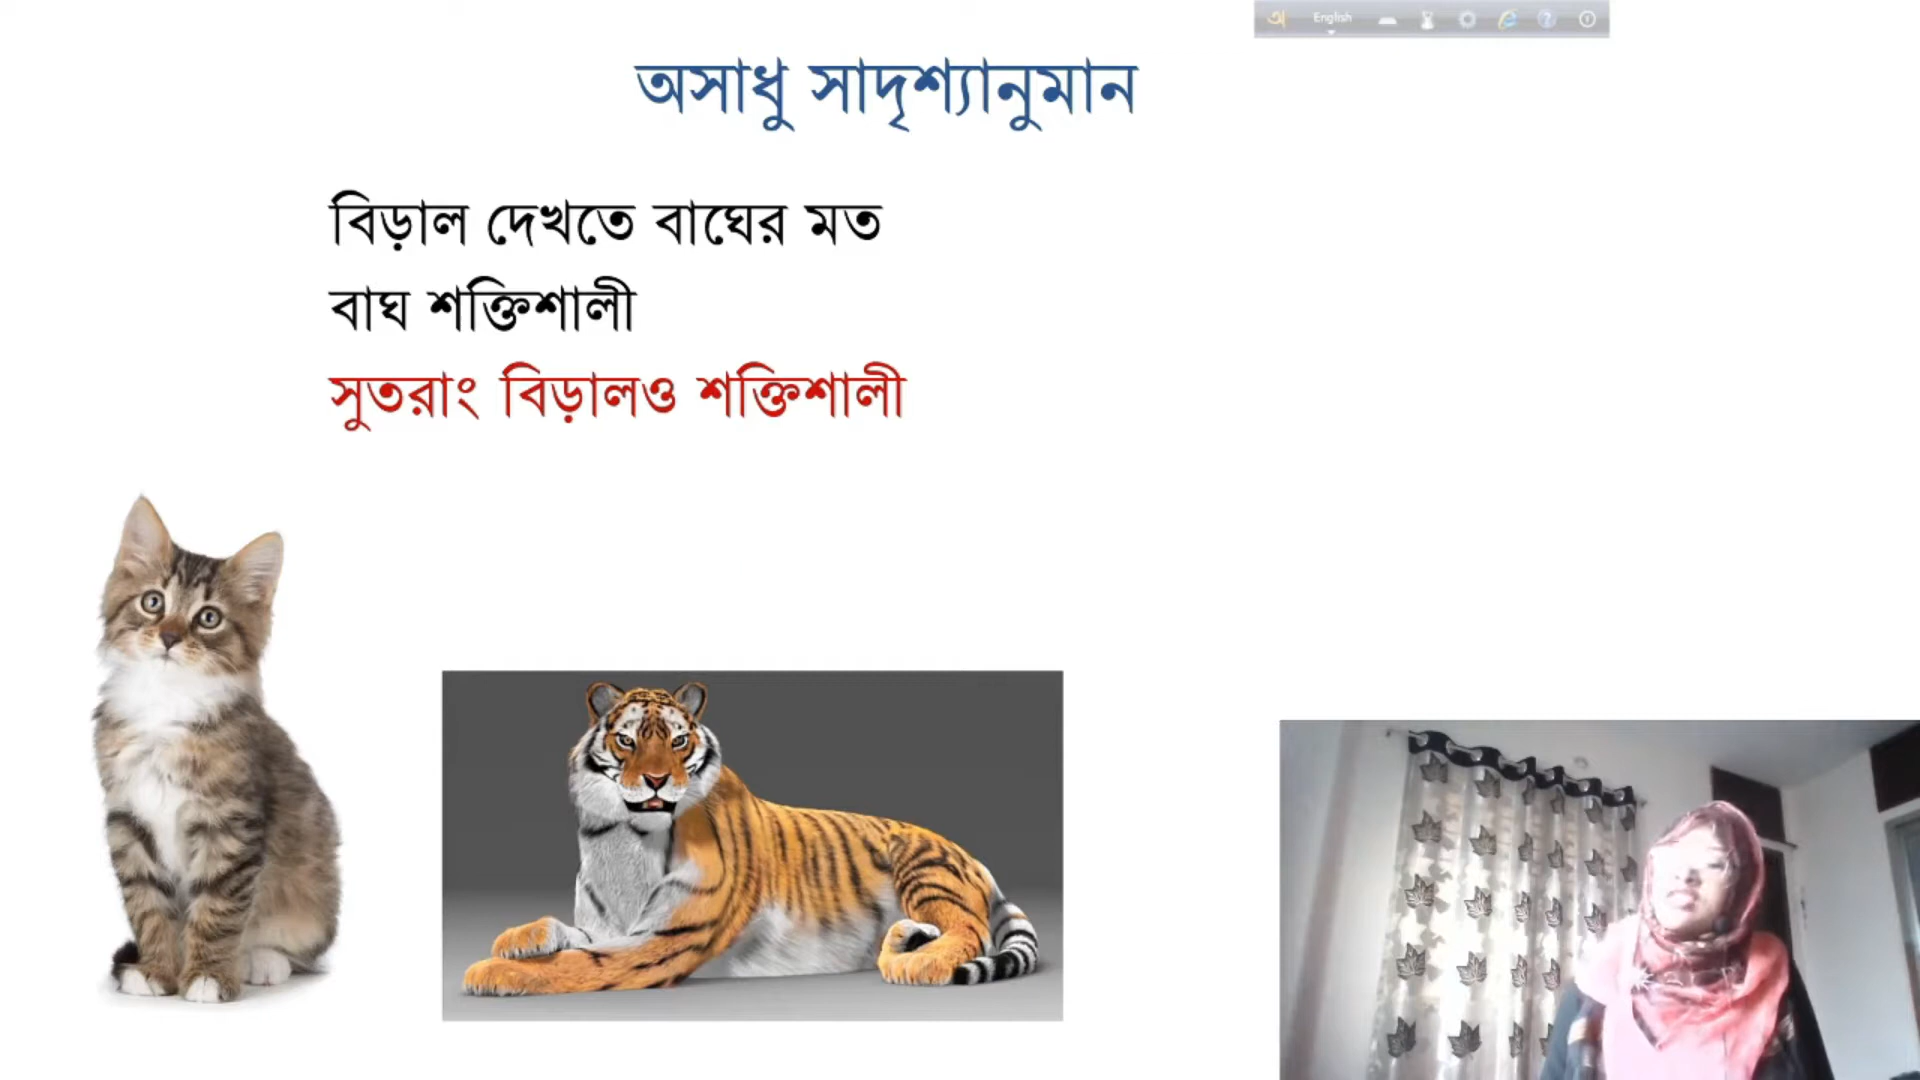 English
অসাধু সাদৃশ্যানুমান
বিড়াল দেখতে বাঘের মত
বাঘ শক্তিশালী
সুতরাং বিড়ালও শক্তিশালী